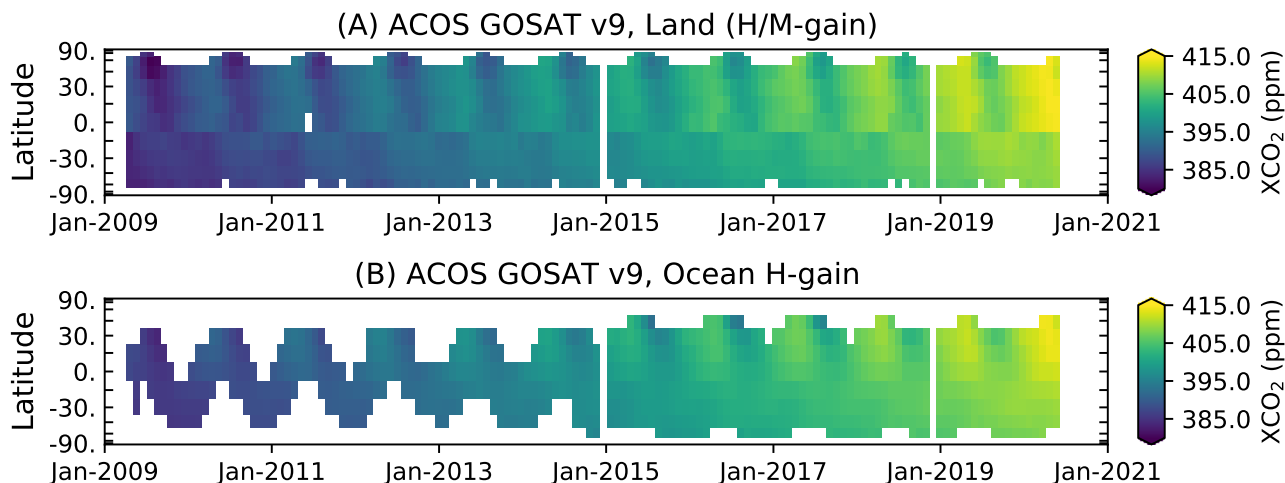 (A) ACOS GOSAT v9, Land (H/M-gain)
Latitude
90.
30.
0.
-30.
-90.
Jan-2009 Jan-2011 Jan-2013 Jan-2015 Jan-2017 Jan-2019 Jan-2021
415.0
405.0
395.0
385.0
XCO₂ (ppm)
(B) ACOS GOSAT v9, Ocean H-gain
Latitude
90.
30.
0.
-30.
-90.
Jan-2009 Jan-2011 Jan-2013 Jan-2015 Jan-2017 Jan-2019 Jan-2021
415.0
405.0
395.0
385.0
XCO₂ (ppm)